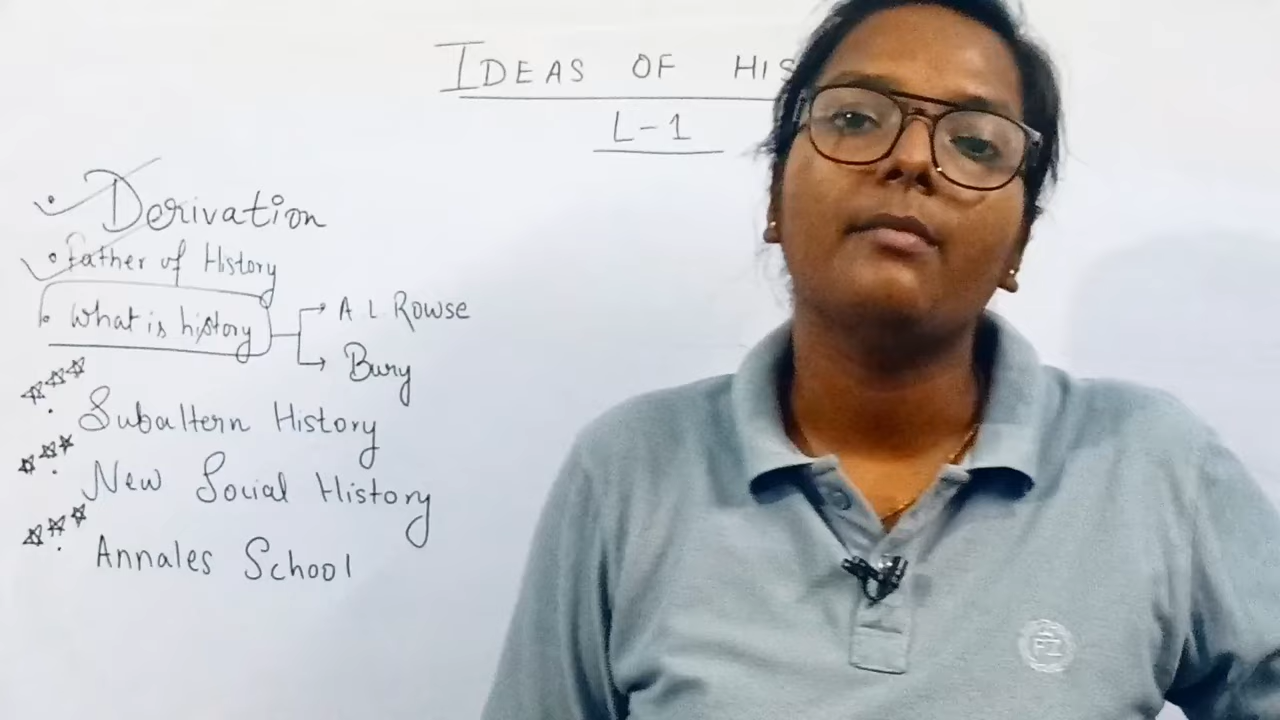 IDEAS OF HIS
L-1
Derivation
Father of History
What is history
A L Rowse
Bury
Subaltern History
New Social History
Annales School